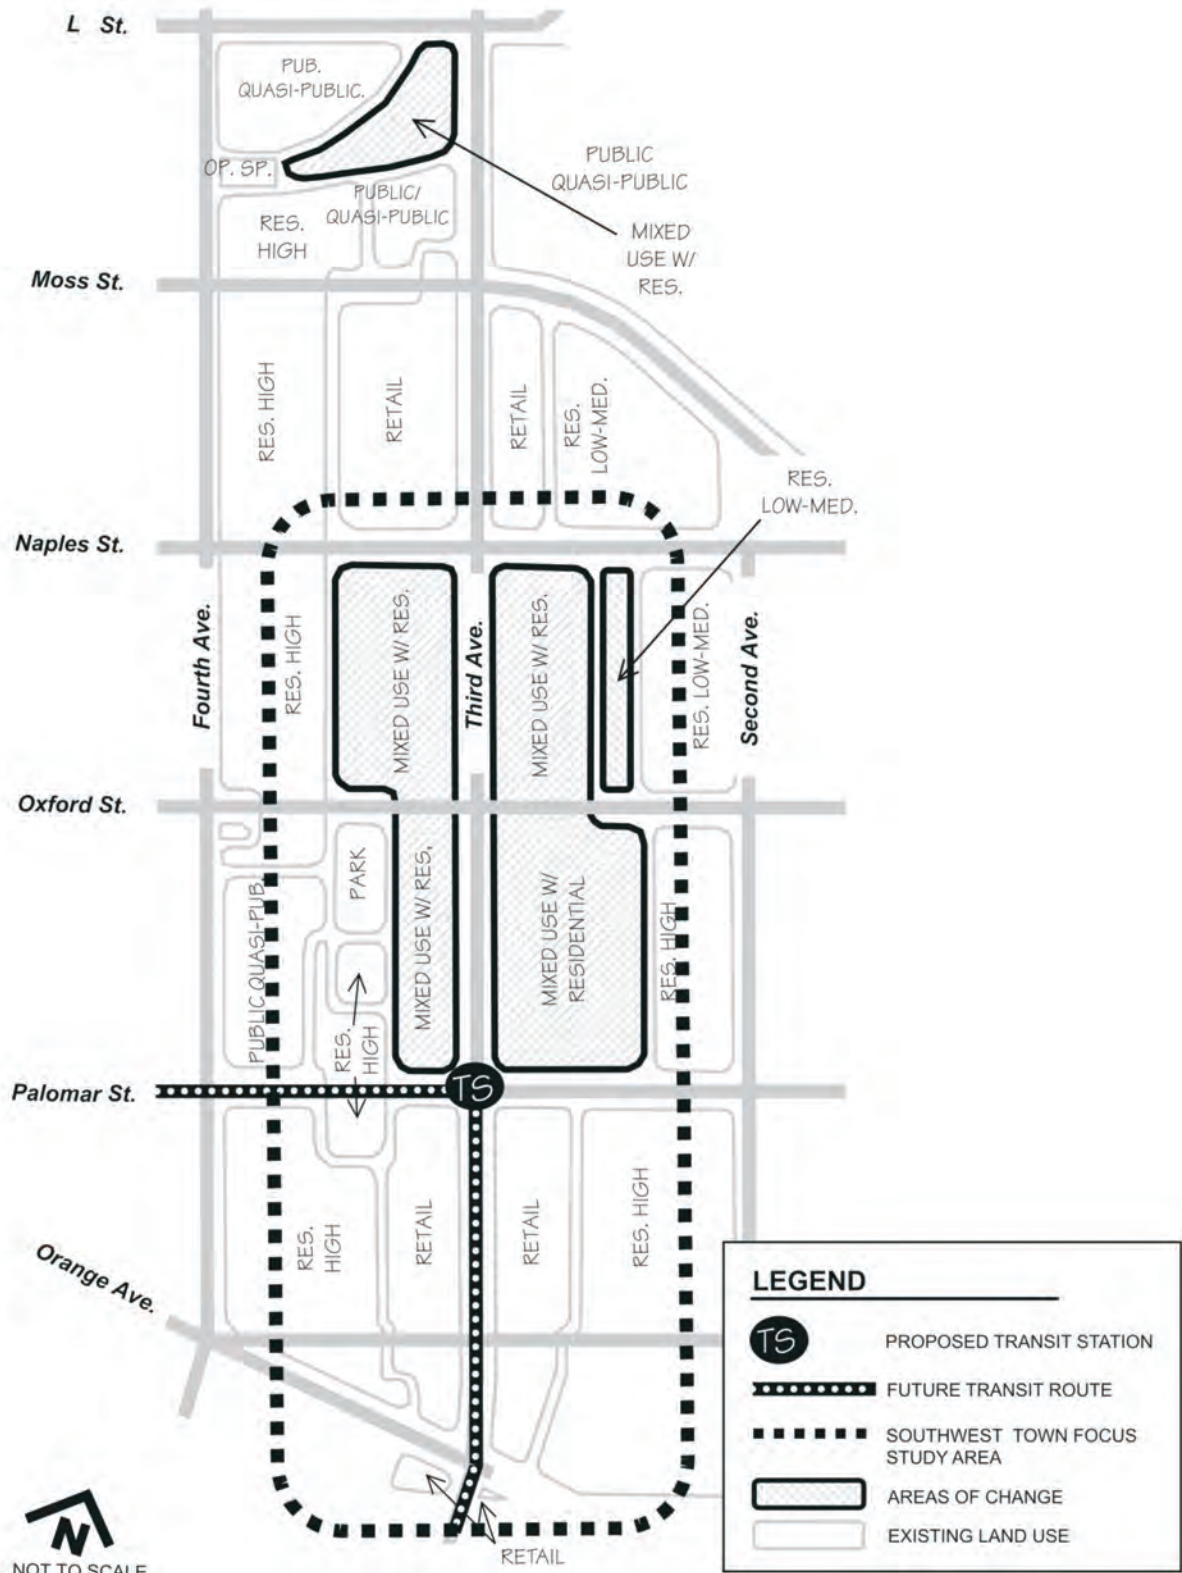 L St.
PUB.
QUASI-PUBLIC.
OP. SP.
PUBLIC/
QUASI-PUBLIC
PUBLIC
QUASI-PUBLIC
RES.
HIGH
MIXED
USE W/
RES.
Moss St.
RES. HIGH
RETAIL
RETAIL
RES.
LOW-MED.
RES.
LOW-MED.
Naples St.
Fourth Ave.
RES. HIGH
MIXED USE W/ RES.
Third Ave.
MIXED USE W/ RES.
RES. LOW-MED.
Second Ave.
Oxford St.
PUBLIC QUASI-PUB.
PARK
MIXED USE W/ RES.
MIXED USE W/
RESIDENTIAL
RES. HIGH
RES.
HIGH
Palomar St.
TS
RES.
HIGH
RETAIL
RETAIL
RES. HIGH
Orange Ave.
RETAIL
N
NOT TO SCALE
LEGEND
TS PROPOSED TRANSIT STATION
FUTURE TRANSIT ROUTE
SOUTHWEST TOWN FOCUS
STUDY AREA
AREAS OF CHANGE
EXISTING LAND USE